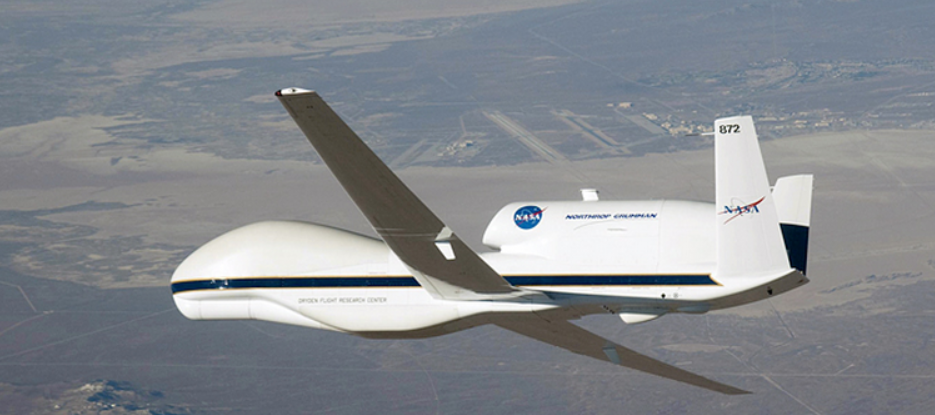 872
NASA
NASA
NORTHROP GRUMMAN
DRYDEN FLIGHT RESEARCH CENTER